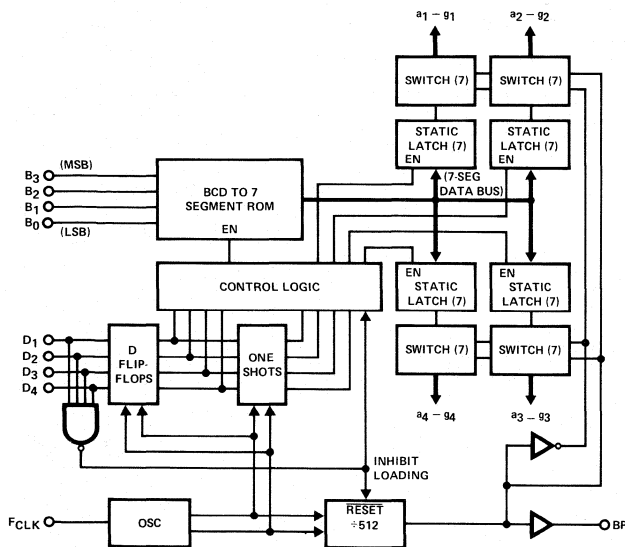 a1 – g1
a2 – g2
SWITCH (7)
SWITCH (7)
STATIC
LATCH (7)
EN
STATIC
LATCH (7)
EN
B3
(MSB)
B2
B1
B0
(LSB)
BCD TO 7
SEGMENT ROM
EN
(7-SEG
DATA BUS)
CONTROL LOGIC
EN
STATIC
LATCH (7)
EN
STATIC
LATCH (7)
D1
D2
D3
D4
D
FLIP-
FLOPS
ONE
SHOTS
SWITCH (7)
SWITCH (7)
a4 – g4
a3 – g3
INHIBIT
LOADING
FCLK
OSC
RESET
÷512
BP